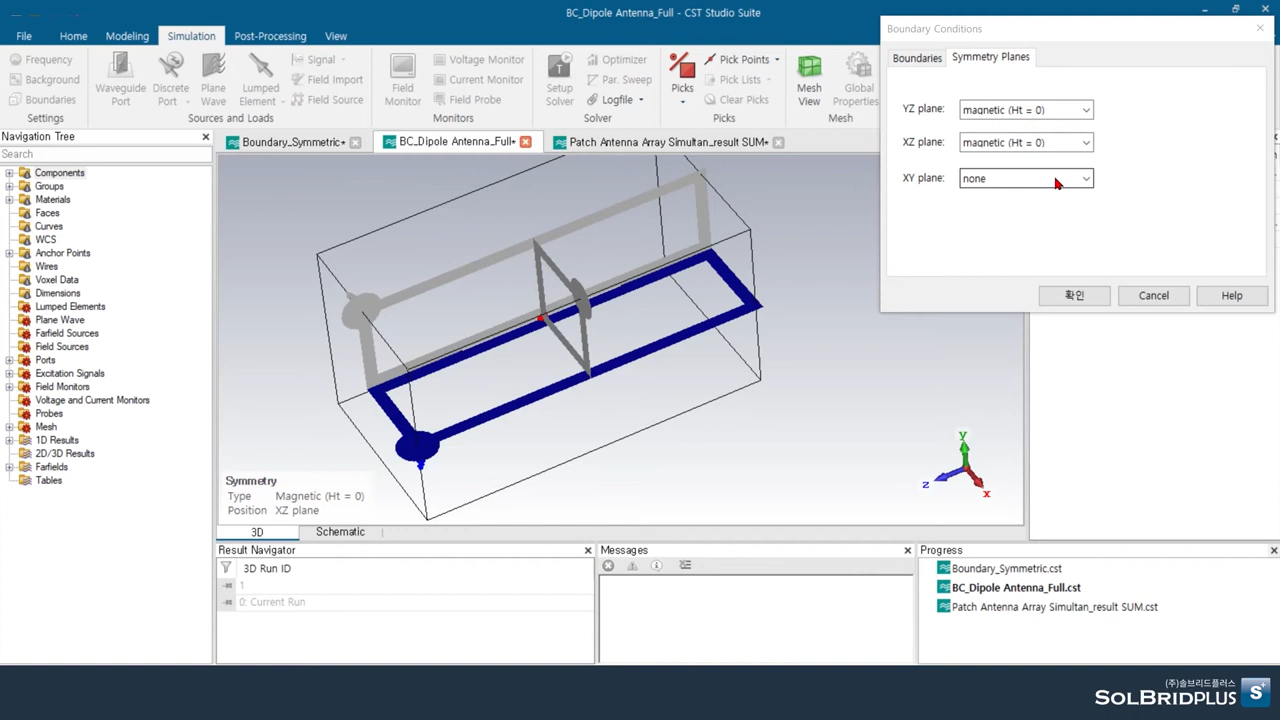 BC_Dipole Antenna_Full - CST Studio Suite
File
Home
Modeling
Simulation
Post-Processing
View
Frequency
Background
Boundaries
Settings
Waveguide
Port
Discrete
Port
Plane
Wave
Lumped
Element
Signal
Field Import
Field Source
Sources and Loads
Field
Monitor
Voltage Monitor
Current Monitor
Field Probe
Monitors
Setup
Solver
Optimizer
Par. Sweep
Logfile
Solver
Picks
Pick Points
Pick Lists
Clear Picks
Picks
Mesh
View
Global
Properties
Mesh
Boundary Conditions
Boundaries
Symmetry Planes
YZ plane:
magnetic (Ht = 0)
XZ plane:
magnetic (Ht = 0)
XY plane:
none
확인
Cancel
Help
Navigation Tree
Search
Components
Groups
Materials
Faces
Curves
WCS
Anchor Points
Wires
Voxel Data
Dimensions
Lumped Elements
Plane Wave
Farfield Sources
Field Sources
Ports
Excitation Signals
Field Monitors
Voltage and Current Monitors
Probes
Mesh
1D Results
2D/3D Results
Farfields
Tables
Boundary_Symmetric*
BC_Dipole Antenna_Full*
Patch Antenna Array Simultan_result SUM*
y
z
x
Symmetry
Type Magnetic (Ht = 0)
Position XZ plane
3D
Schematic
Result Navigator
3D Run ID
1
0: Current Run
Messages
Progress
Boundary_Symmetric.cst
BC_Dipole Antenna_Full.cst
Patch Antenna Array Simultan_result SUM.cst
(주)솔브리드플러스
SOLBRIDPLUS
S+